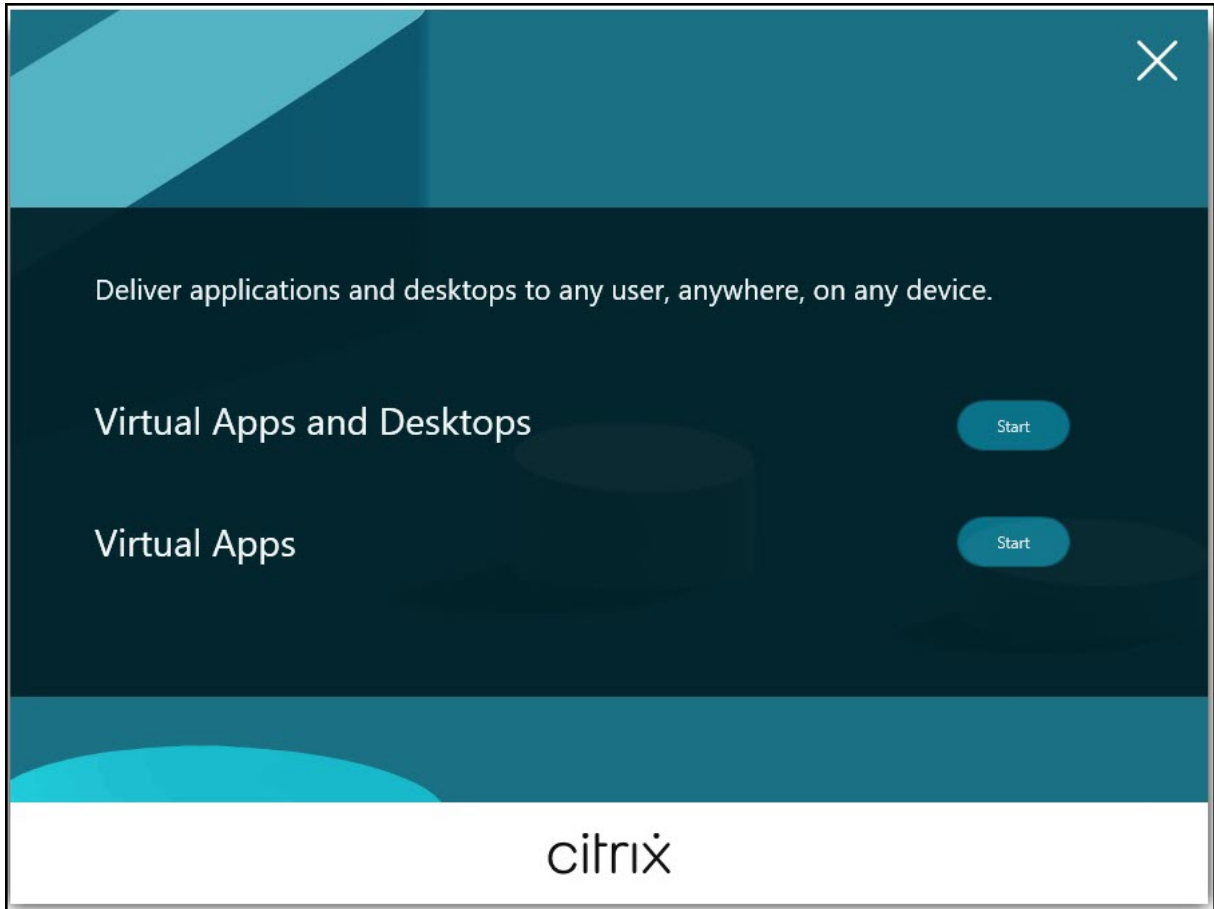 Deliver applications and desktops to any user, anywhere, on any device.
Virtual Apps and Desktops
Start
Virtual Apps
Start
citrix